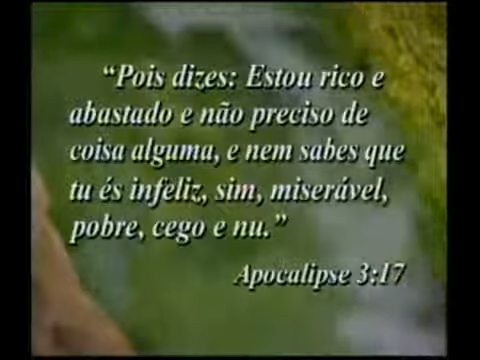 “Pois dizes: Estou rico e
abastado e não preciso de
coisa alguma, e nem sabes que
tu és infeliz, sim, miserável,
pobre, cego e nu.”
Apocalipse 3:17